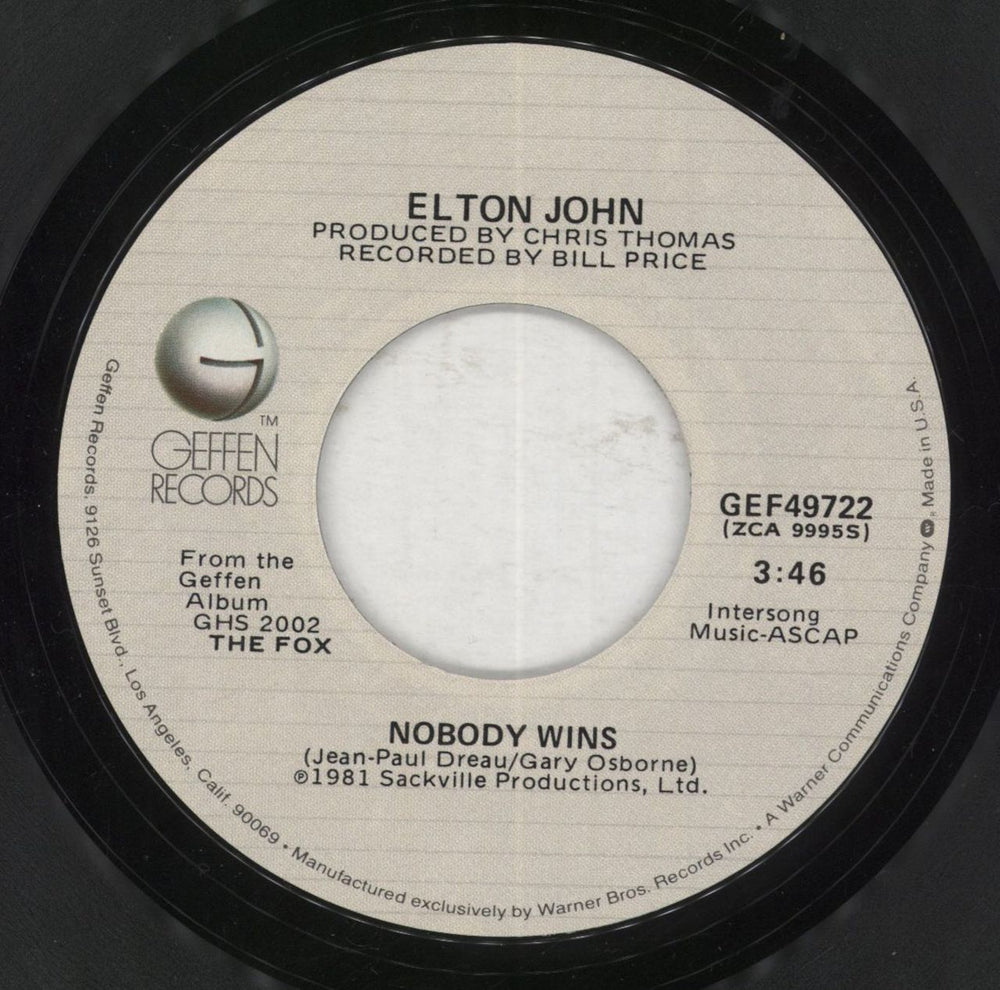 ELTON JOHN
PRODUCED BY CHRIS THOMAS
RECORDED BY BILL PRICE
TM
GEFFEN
RECORDS
From the
Geffen
Album
GHS 2002
THE FOX
GEF49722
(ZCA 9995S)
3:46
Intersong
Music-ASCAP
NOBODY WINS
(Jean-Paul Dreau/Gary Osborne)
℗1981 Sackville Productions, Ltd.
Geffen Records, 9126 Sunset Blvd., Los Angeles, Calif. 90069 • Manufactured exclusively by Warner Bros. Records Inc. • A Warner Communications Company ® Made in U.S.A.